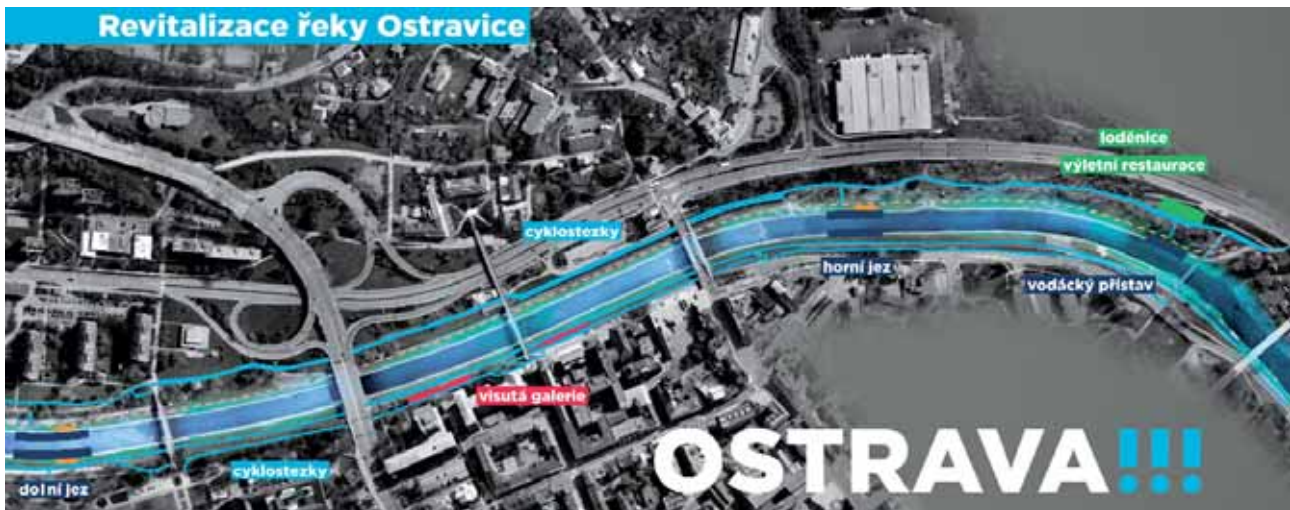 Revitalizace řeky Ostravice
loděnice
výletní restaurace
cyklostezky
horní jez
vodácký přístav
visutá galerie
cyklostezky
dolní jez
OSTRAVA!!!